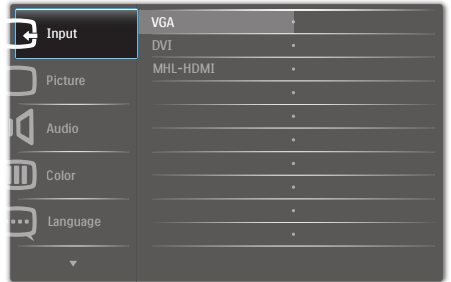 Input
VGA
DVI
MHL-HDMI
Picture
Audio
Color
Language